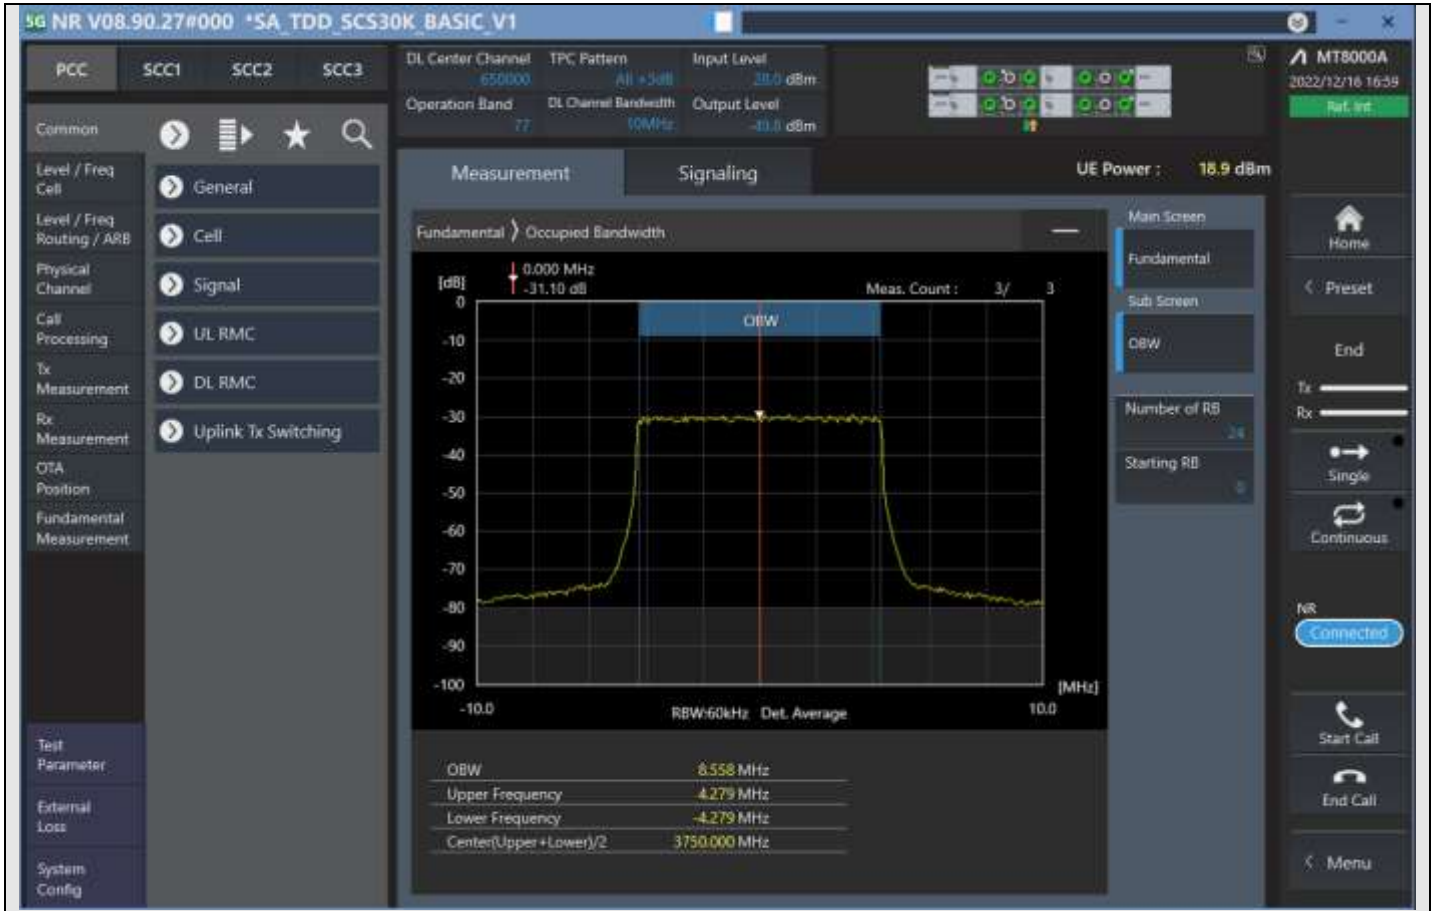 5G NR V08.90.27#000 *SA_TDD_SCS30K_BASIC_V1
PCC SCC1 SCC2 SCC3
Common
Level / Freq
Cell
Level / Freq
Routing / ARB
Physical
Channel
Call
Processing
Tx
Measurement
Rx
Measurement
OTA
Position
Fundamental
Measurement
Test
Parameter
External
Loss
System
Config
General
Cell
Signal
UL RMC
DL RMC
Uplink Tx Switching
DL Center Channel TPC Pattern Input Level
650000 All +3dB 28.0 dBm
Operation Band DL Channel Bandwidth Output Level
77 10MHz dBm
Measurement Signaling
UE Power : 18.9 dBm
Fundamental Occupied Bandwidth
[dB] 0.000 MHz
-31.10 dB Meas. Count : 3/ 3
OBW
0
-10
-20
-30
-40
-50
-60
-70
-80
-90
-100
[MHz]
-10.0 RBW:60kHz Det. Average 10.0
OBW 8.558 MHz
Upper Frequency 4.279 MHz
Lower Frequency -4.279 MHz
Center(Upper+Lower)/2 3750.000 MHz
Main Screen
Fundamental
Sub Screen
OBW
Number of RB
24
Starting RB
0
MT8000A
2022/12/16 16:59
Ref. Int
Home
Preset
End
Tx
Rx
Single
Continuous
NR
Connected
Start Call
End Call
Menu